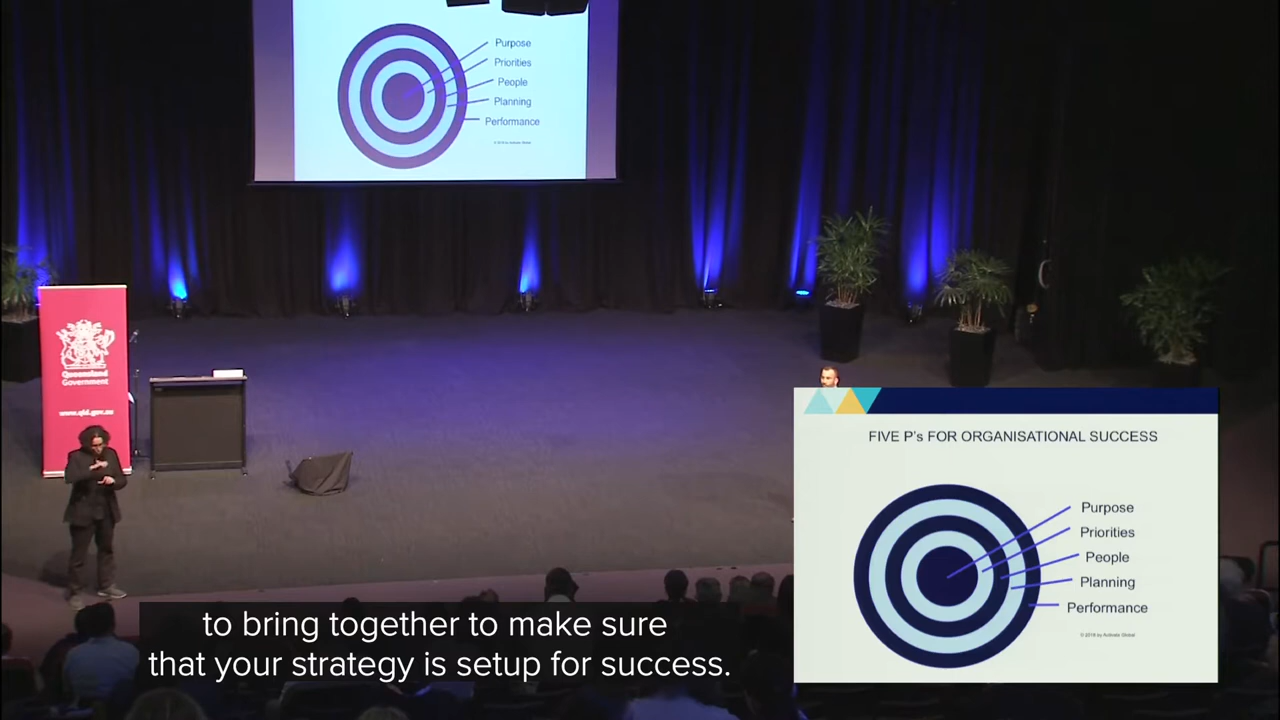 Purpose
Priorities
People
Planning
Performance
Queensland
Government
www.qld.gov.au
FIVE P's FOR ORGANISATIONAL SUCCESS
Purpose
Priorities
People
Planning
Performance
to bring together to make sure
that your strategy is setup for success.